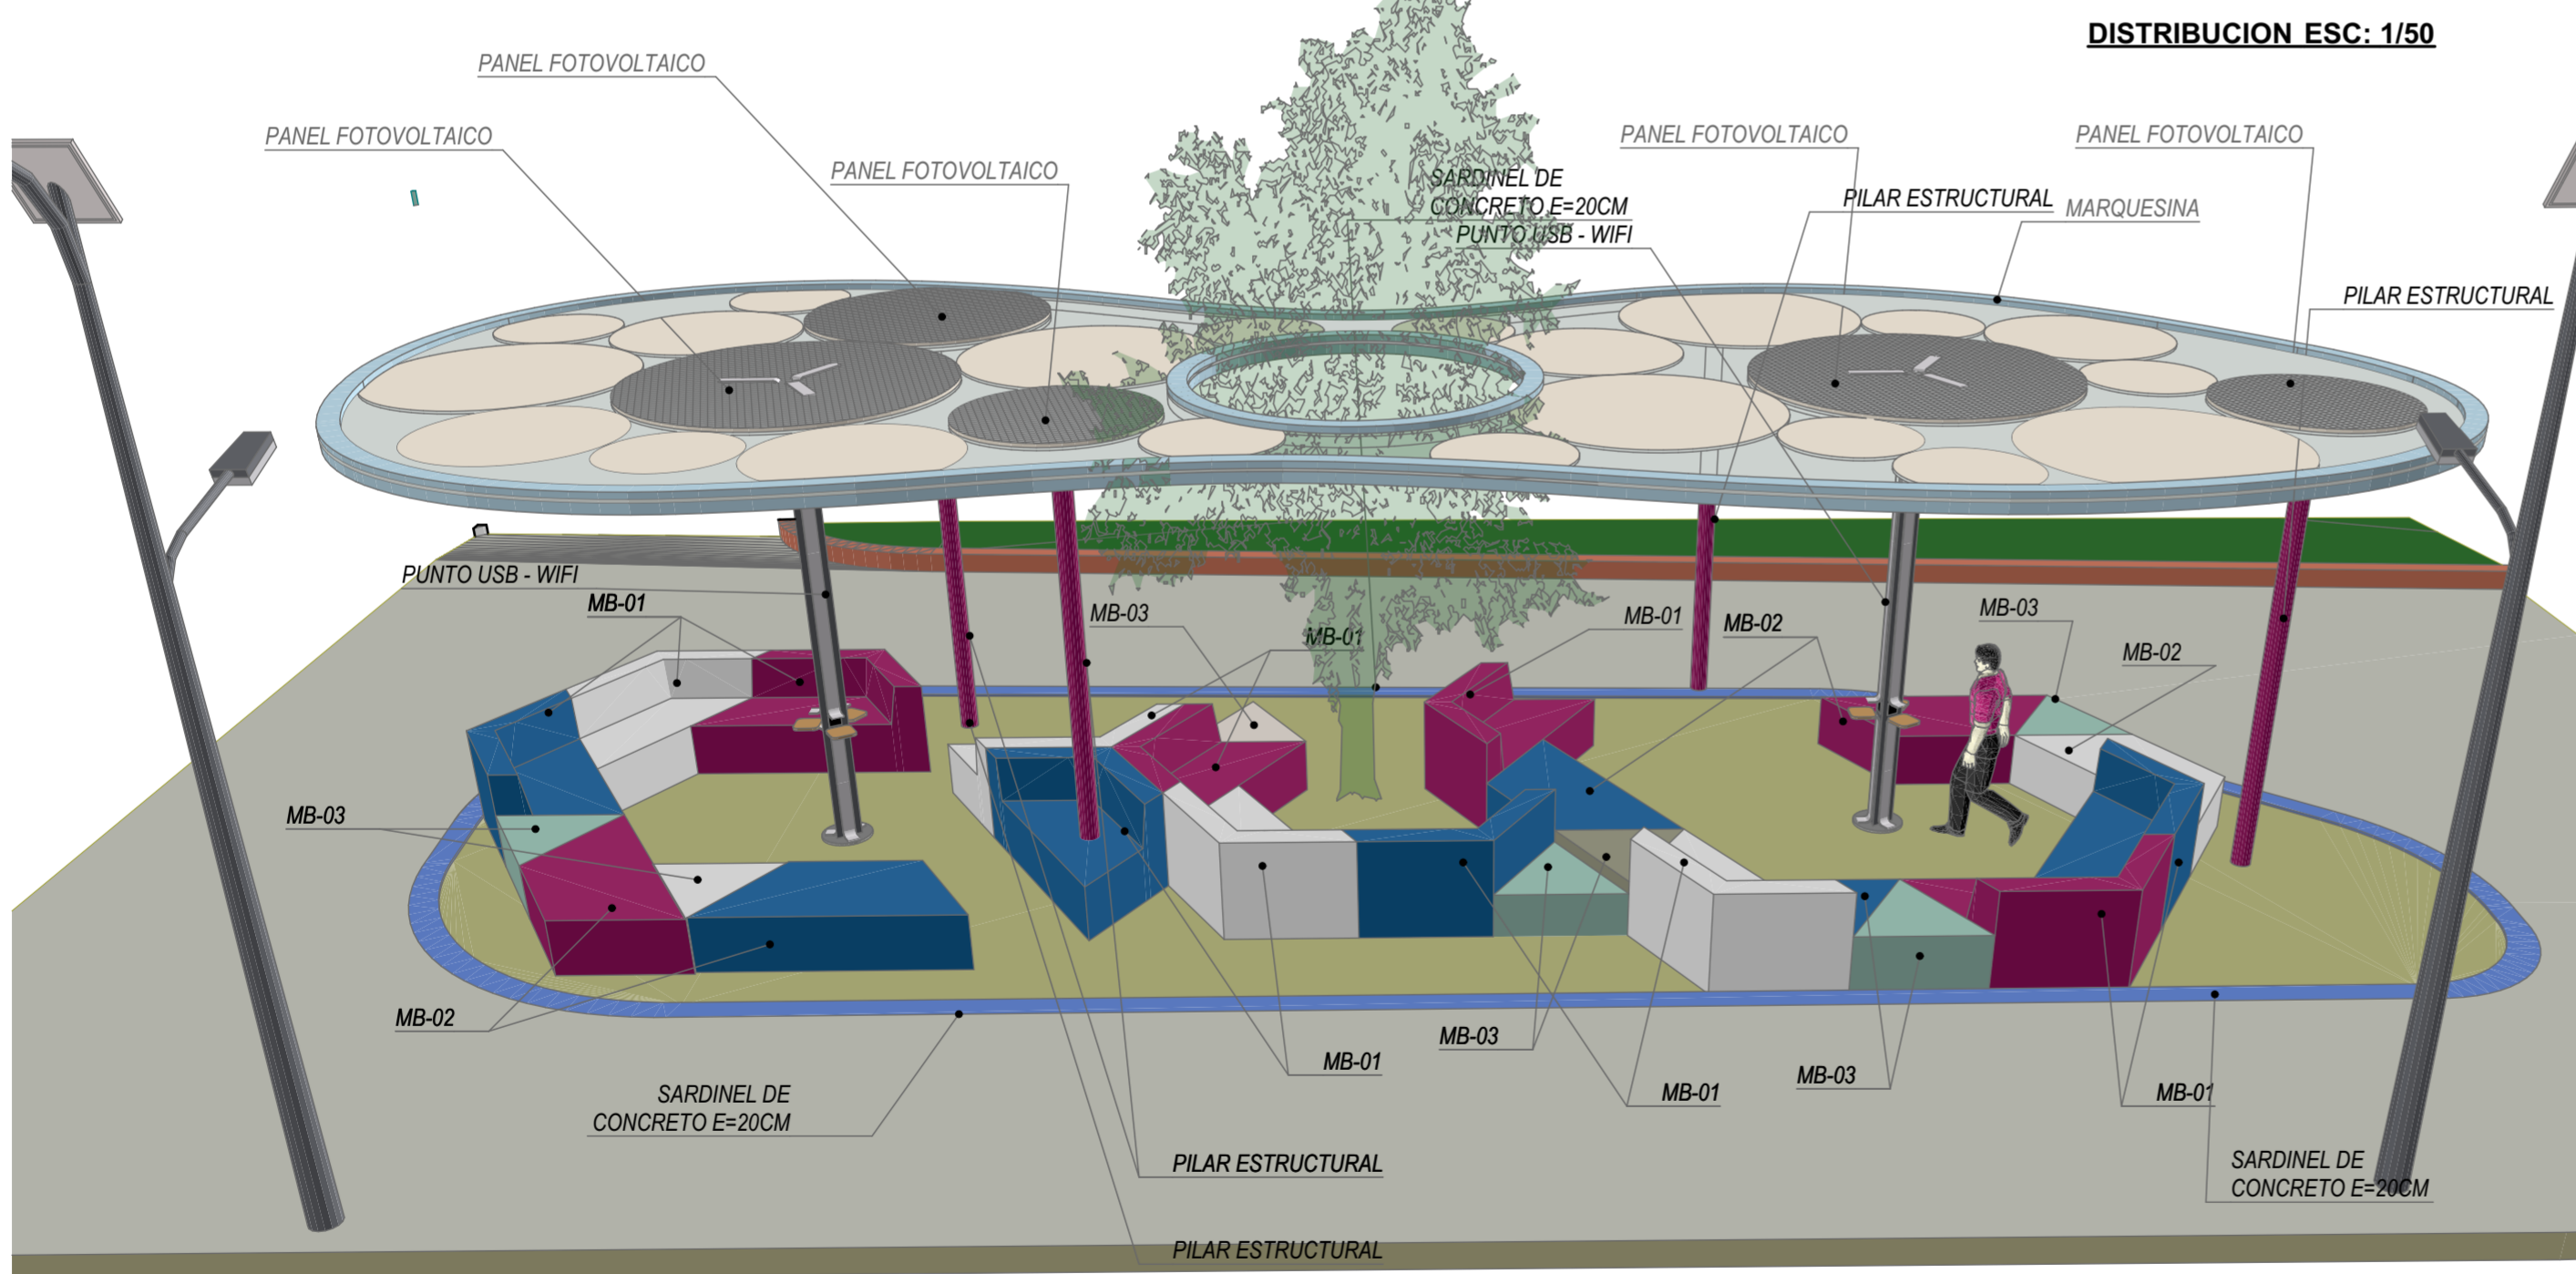 DISTRIBUCION ESC: 1/50
PANEL FOTOVOLTAICO
PANEL FOTOVOLTAICO
PANEL FOTOVOLTAICO
PANEL FOTOVOLTAICO
PANEL FOTOVOLTAICO
SARDINEL DE
CONCRETO E=20CM
PUNTO USB - WIFI
PILAR ESTRUCTURAL
MARQUESINA
PILAR ESTRUCTURAL
PUNTO USB - WIFI
MB-01
MB-03
MB-01
MB-01
MB-02
MB-03
MB-02
MB-03
MB-02
SARDINEL DE
CONCRETO E=20CM
MB-01
MB-03
MB-01
MB-03
MB-01
PILAR ESTRUCTURAL
SARDINEL DE
CONCRETO E=20CM
PILAR ESTRUCTURAL